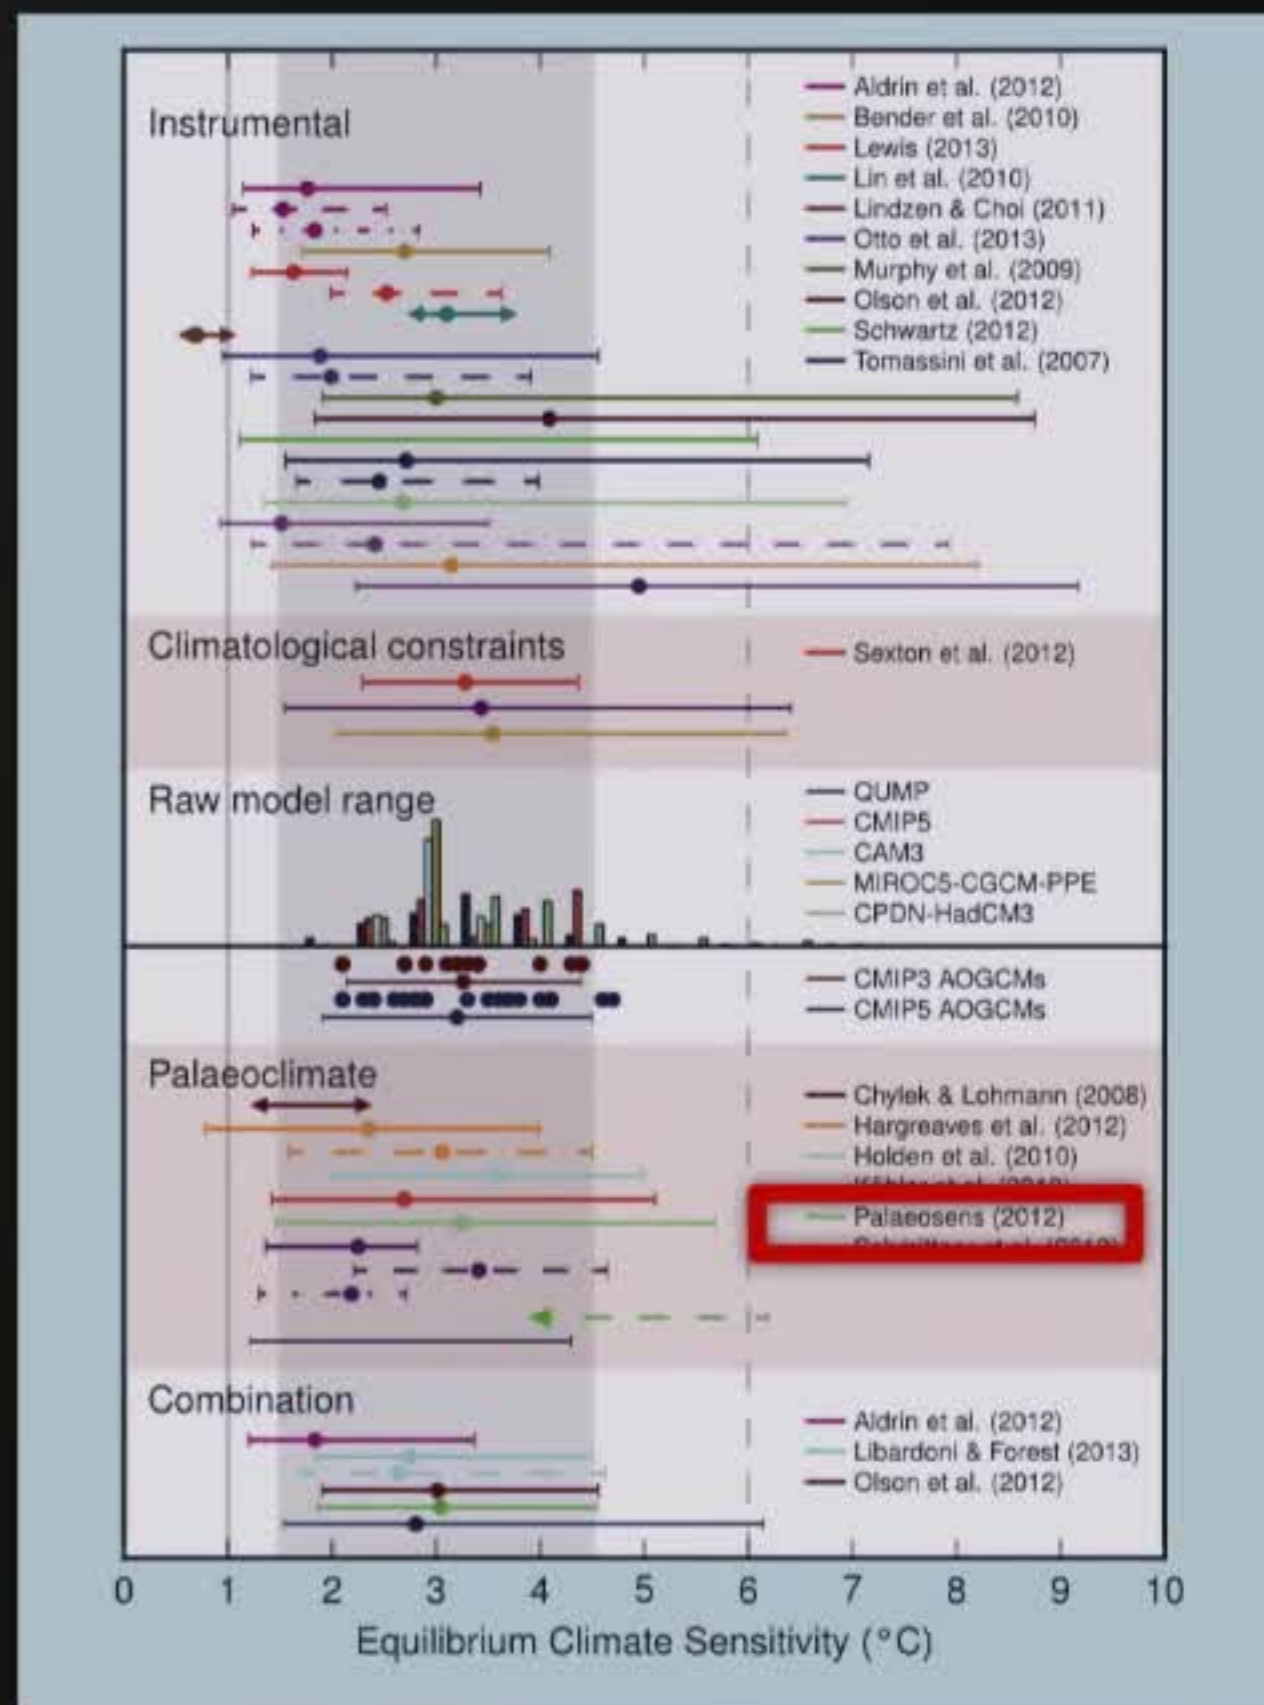 Instrumental
Aldrin et al. (2012)
Bender et al. (2010)
Lewis (2013)
Lin et al. (2010)
Lindzen & Choi (2011)
Otto et al. (2013)
Murphy et al. (2009)
Olson et al. (2012)
Schwartz (2012)
Tomassini et al. (2007)
Climatological constraints
Sexton et al. (2012)
Raw model range
QUMP
CMIP5
CAM3
MIROC5-CGCM-PPE
CPDN-HadCM3
CMIP3 AOGCMs
CMIP5 AOGCMs
Palaeoclimate
Chylek & Lohmann (2008)
Hargreaves et al. (2012)
Holden et al. (2010)
Palaeosens (2012)
Combination
Aldrin et al. (2012)
Libardoni & Forest (2013)
Olson et al. (2012)
0 1 2 3 4 5 6 7 8 9 10
Equilibrium Climate Sensitivity (°C)